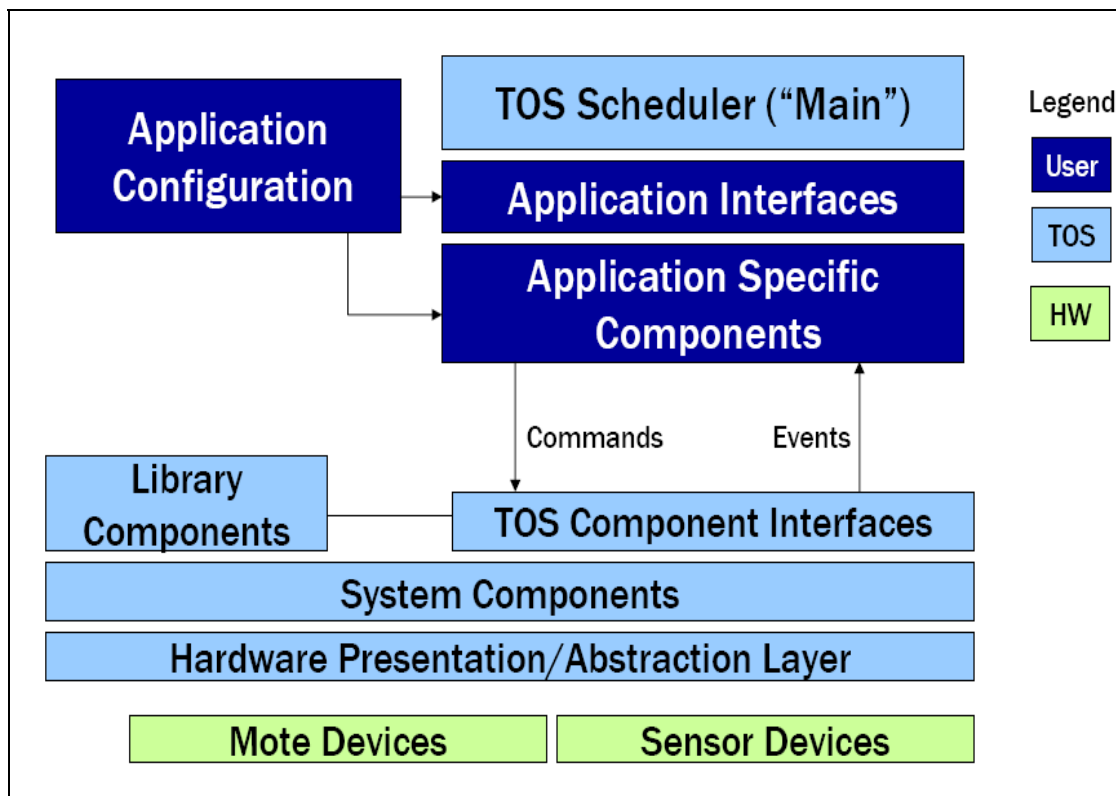 Application
Configuration
TOS Scheduler (“Main”)
Application Interfaces
Application Specific
Components
Legend
User
TOS
HW
Commands
Events
Library
Components
TOS Component Interfaces
System Components
Hardware Presentation/Abstraction Layer
Mote Devices
Sensor Devices